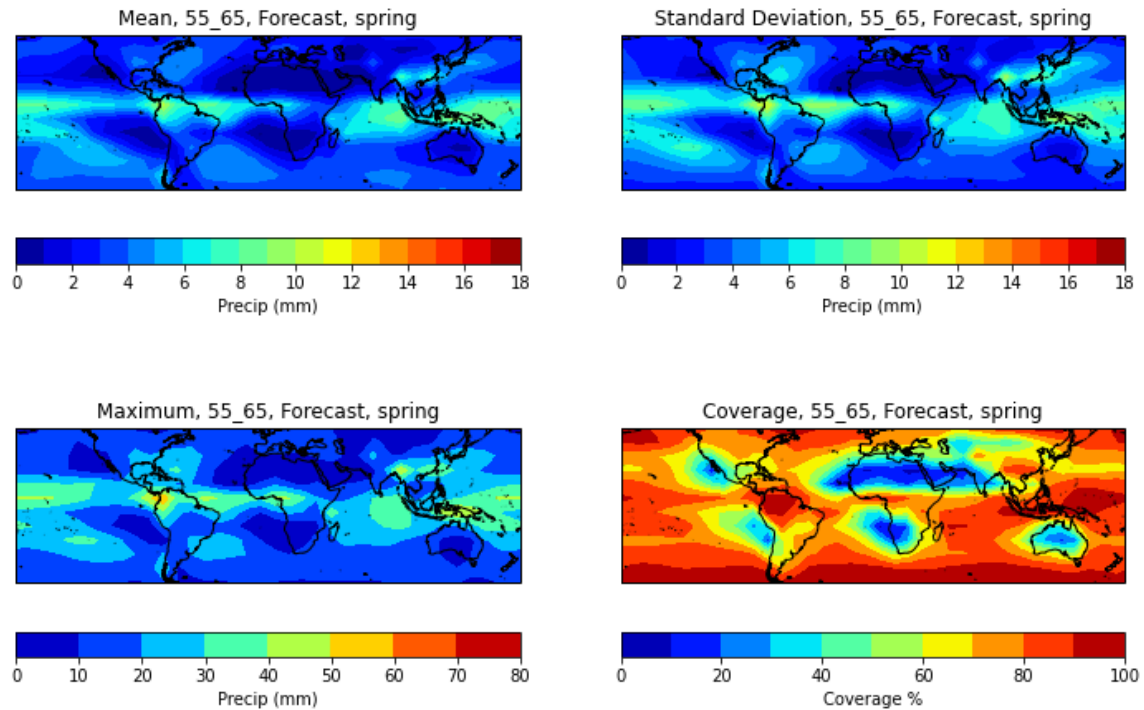 Mean, 55_65, Forecast, spring
0 2 4 6 8 10 12 14 16 18
Precip (mm)
Standard Deviation, 55_65, Forecast, spring
0 2 4 6 8 10 12 14 16 18
Precip (mm)
Maximum, 55_65, Forecast, spring
0 10 20 30 40 50 60 70 80
Precip (mm)
Coverage, 55_65, Forecast, spring
0 20 40 60 80 100
Coverage %